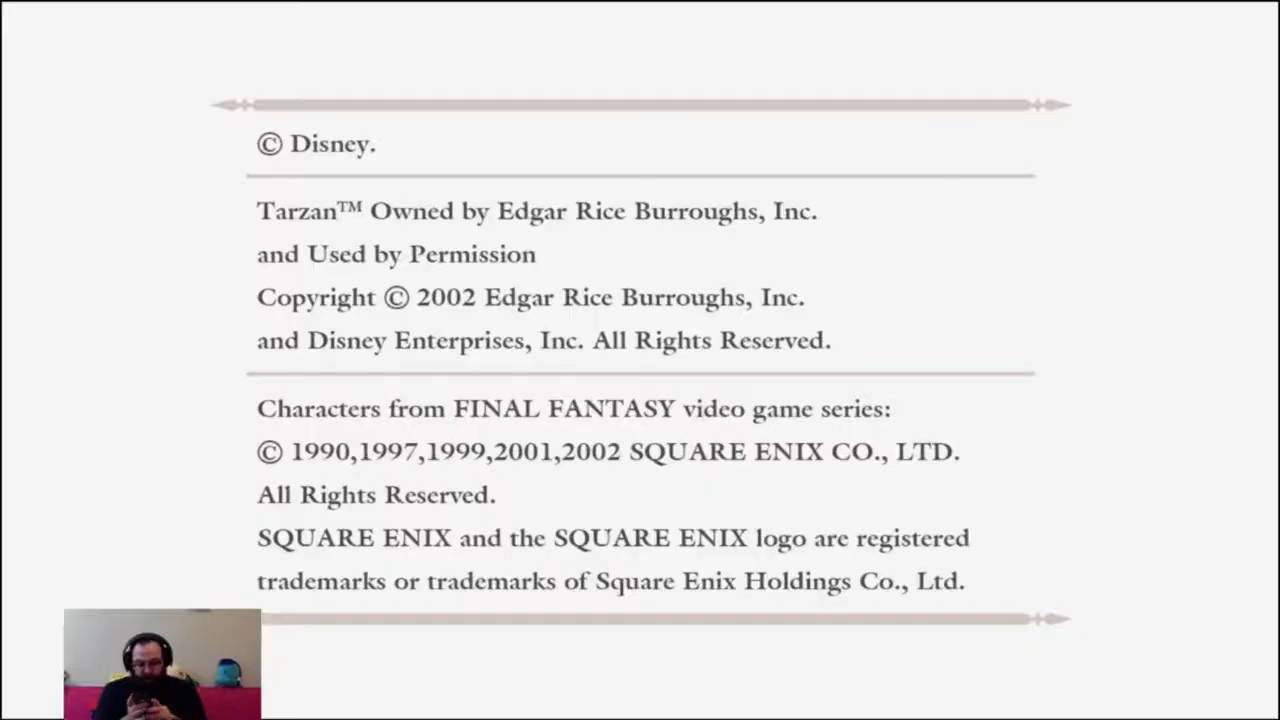 © Disney.
Tarzan™ Owned by Edgar Rice Burroughs, Inc.
and Used by Permission
Copyright © 2002 Edgar Rice Burroughs, Inc.
and Disney Enterprises, Inc. All Rights Reserved.
Characters from FINAL FANTASY video game series:
© 1990,1997,1999,2001,2002 SQUARE ENIX CO., LTD.
All Rights Reserved.
SQUARE ENIX and the SQUARE ENIX logo are registered
trademarks or trademarks of Square Enix Holdings Co., Ltd.